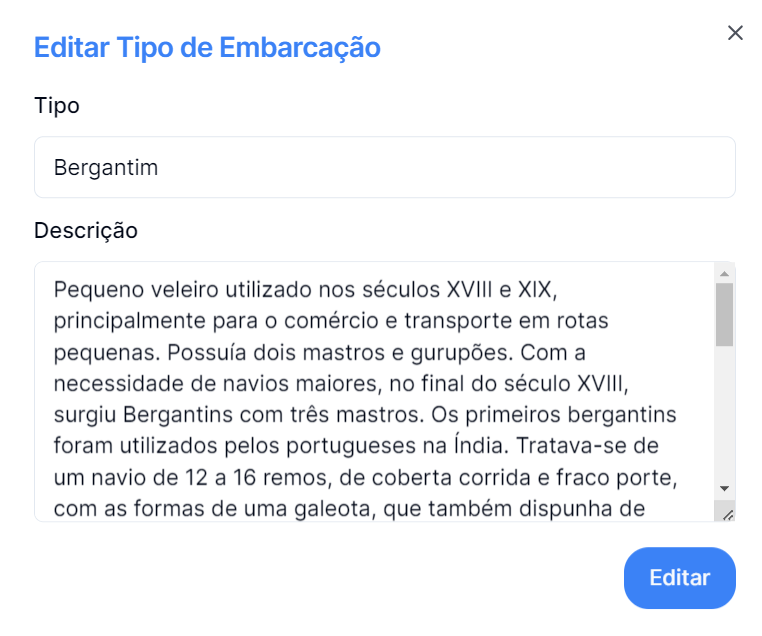 Editar Tipo de Embarcação
Tipo
Bergantim
Descrição
Pequeno veleiro utilizado nos séculos XVIII e XIX,
principalmente para o comércio e transporte em rotas
pequenas. Possuía dois mastros e gurupões. Com a
necessidade de navios maiores, no final do século XVIII,
surgiu Bergantins com três mastros. Os primeiros bergantins
foram utilizados pelos portugueses na Índia. Tratava-se de
um navio de 12 a 16 remos, de coberta corrida e fraco porte,
com as formas de uma galeota, que também dispunha de
Editar